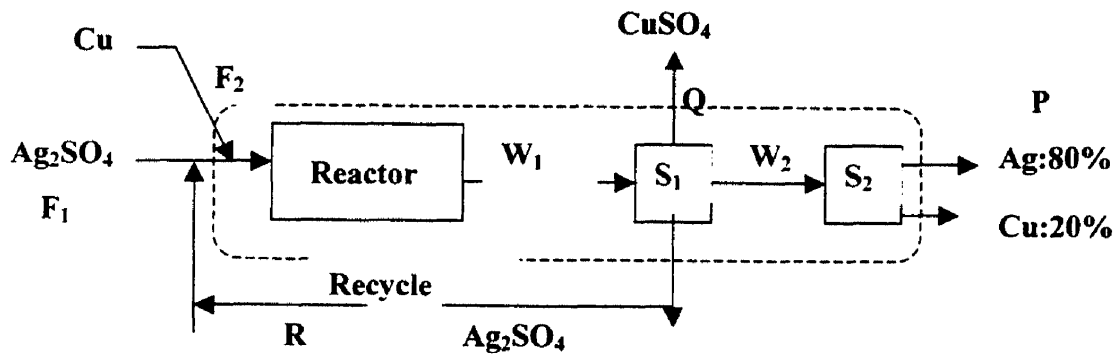 CuSO₄
Cu
F₂
Q
P
Ag₂SO₄
Reactor
W₁
S₁
W₂
S₂
Ag:80%
F₁
Cu:20%
Recycle
R
Ag₂SO₄